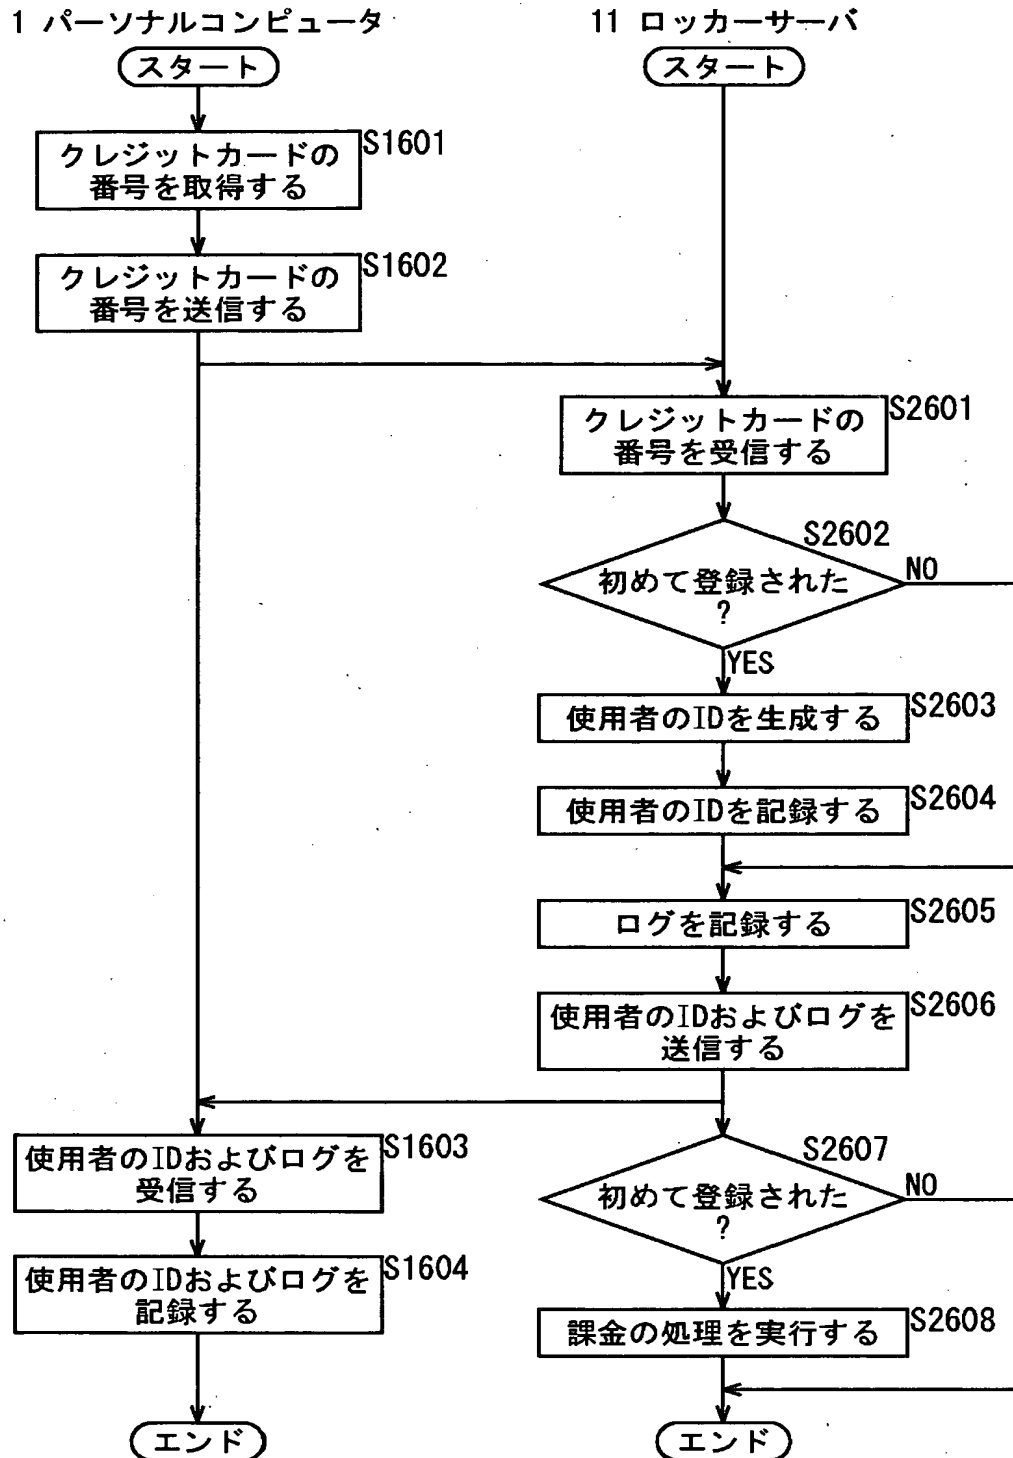 1 パーソナルコンピュータ
スタート
クレジットカードの
番号を取得する
S1601
クレジットカードの
番号を送信する
S1602
11 ロッカーサーバ
スタート
クレジットカードの
番号を受信する
S2601
S2602
初めて登録された
?
NO
YES
使用者のIDを生成する
S2603
使用者のIDを記録する
S2604
ログを記録する
S2605
使用者のIDおよびログを
送信する
S2606
使用者のIDおよびログを
受信する
S1603
使用者のIDおよびログを
記録する
S1604
エンド
S2607
初めて登録された
?
NO
YES
課金の処理を実行する
S2608
エンド